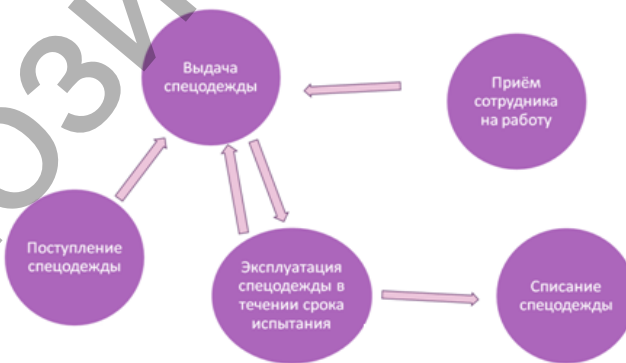 Выдача
спецодежды
Приём
сотрудника
на работу
Поступление
спецодежды
Эксплуатация
спецодежды в
течении срока
испытания
Списание
спецодежды